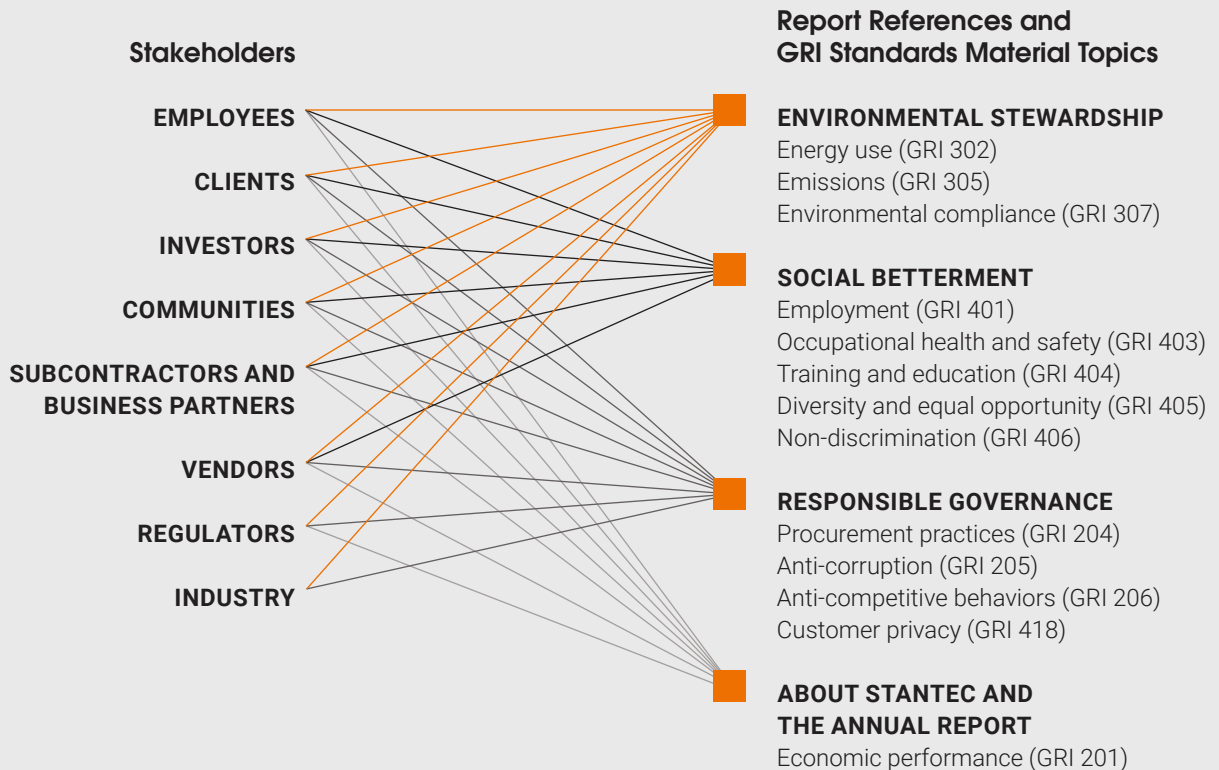 Stakeholders
EMPLOYEES
CLIENTS
INVESTORS
COMMUNITIES
SUBCONTRACTORS AND
BUSINESS PARTNERS
VENDORS
REGULATORS
INDUSTRY
Report References and
GRI Standards Material Topics
ENVIRONMENTAL STEWARDSHIP
Energy use (GRI 302)
Emissions (GRI 305)
Environmental compliance (GRI 307)
SOCIAL BETTERMENT
Employment (GRI 401)
Occupational health and safety (GRI 403)
Training and education (GRI 404)
Diversity and equal opportunity (GRI 405)
Non-discrimination (GRI 406)
RESPONSIBLE GOVERNANCE
Procurement practices (GRI 204)
Anti-corruption (GRI 205)
Anti-competitive behaviors (GRI 206)
Customer privacy (GRI 418)
ABOUT STANTEC AND
THE ANNUAL REPORT
Economic performance (GRI 201)